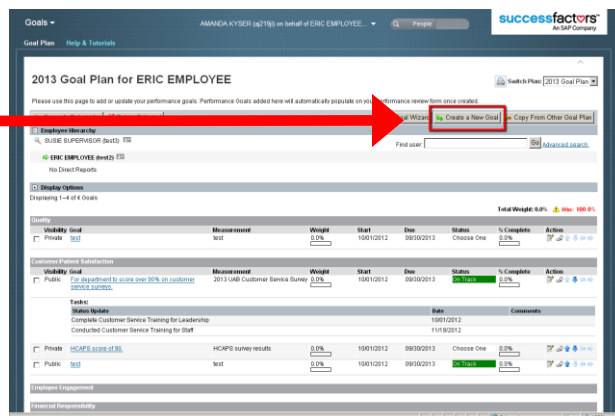 Goals
AMANDA KYSER (aj219jl) on behalf of ERIC EMPLOYEE...
People
successfactors
An SAP Company
Goal Plan Help & Tutorials
2013 Goal Plan for ERIC EMPLOYEE
Switch Plan: 2013 Goal Plan
Please use this page to add or update your performance goals. Performance Goals added here will automatically populate on your performance review form once created.
Wizard Create a New Goal Copy From Other Goal Plan
Employee Hierarchy
SUSIE SUPERVISOR (test3)
Find user: Go Advanced search.
ERIC EMPLOYEE (test2)
No Direct Reports
Display Options
Displaying 1-4 of 4 Goals
Total Weight: 0.0% Min: 100.0%
Quality
Visibility Goal Measurement Weight Start Due Status % Complete Action
Private test test 0.0% 10/01/2012 09/30/2013 Choose One 0.0%
Customer/Patient Satisfaction
Visibility Goal Measurement Weight Start Due Status % Complete Action
Public For department to score over 90% on customer service surveys. 2013 UAB Customer Service Survey 0.0% 10/01/2012 09/30/2013 On Track 0.0%
Tasks:
Status Update Date Comments
Complete Customer Service Training for Leadership 10/01/2012
Conducted Customer Service Training for Staff 11/18/2012
Private HCAPS score of 90. HCAPS survey results 0.0% 10/01/2012 09/30/2013 Choose One 0.0%
Public test test 0.0% 10/01/2012 09/30/2013 On Track 0.0%
Employee Engagement
Financial Responsibility